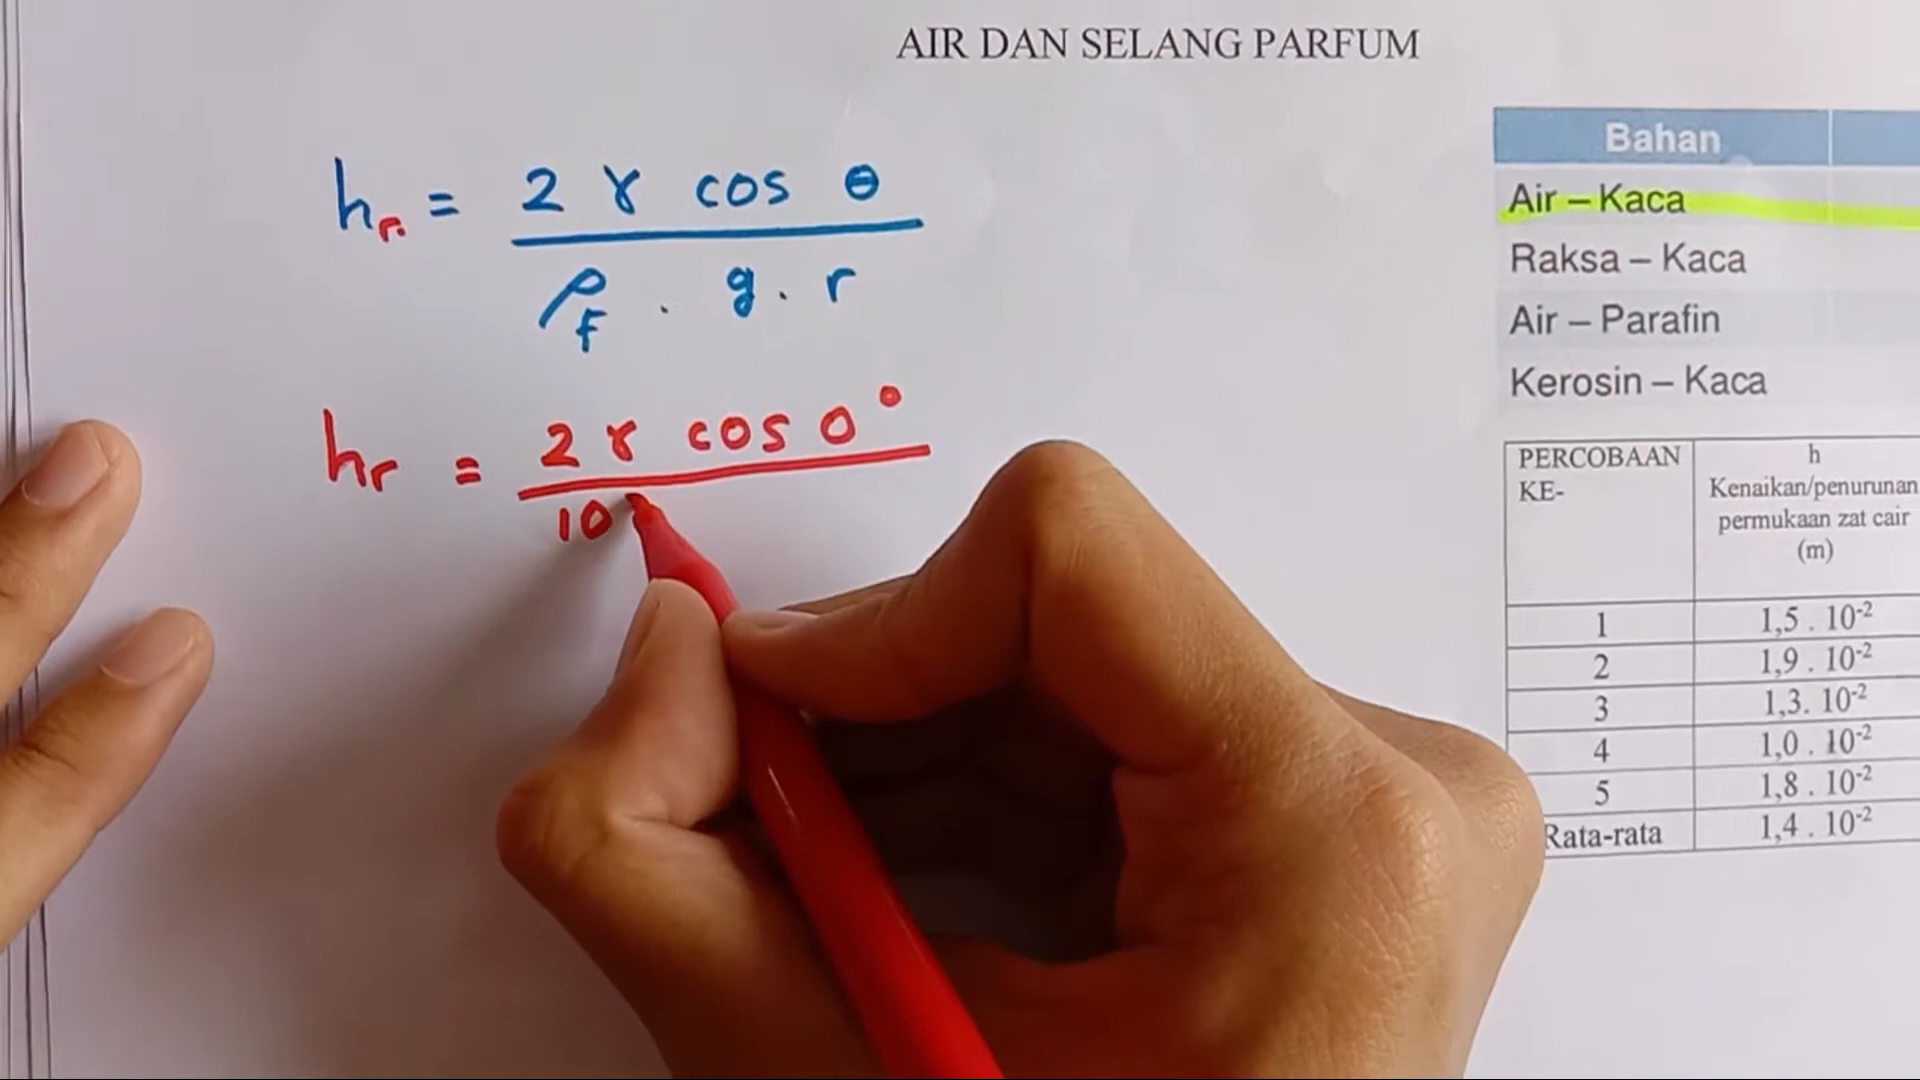 AIR DAN SELANG PARFUM
hr. = 2 γ cos θ
ρf . g . r
hr = 2 γ cos 0°
10
Bahan
Air – Kaca
Raksa – Kaca
Air – Parafin
Kerosin – Kaca
PERCOBAAN KE-
h
Kenaikan/penurunan
permukaan zat cair
(m)
1 1,5 . 10⁻²
2 1,9 . 10⁻²
3 1,3. 10⁻²
4 1,0 . 10⁻²
5 1,8 . 10⁻²
Rata-rata 1,4 . 10⁻²